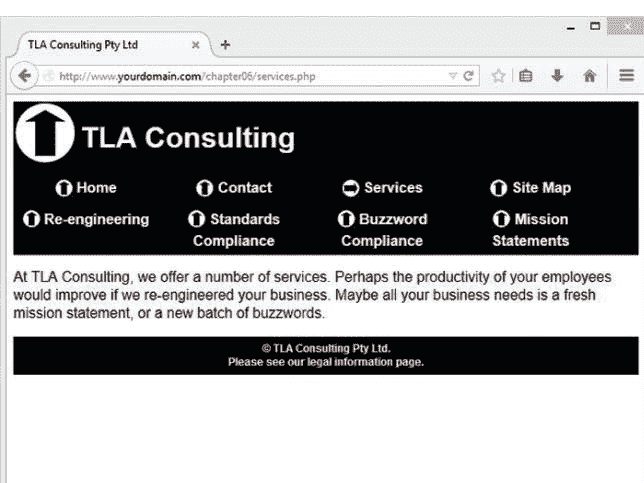 TLA Consulting Pty Ltd
http://www.yourdomain.com/chapter06/services.php
TLA Consulting
Home Contact Services Site Map
Re-engineering Standards Buzzword Mission
Compliance Compliance Statements
At TLA Consulting, we offer a number of services. Perhaps the productivity of your employees
would improve if we re-engineered your business. Maybe all your business needs is a fresh
mission statement, or a new batch of buzzwords.
© TLA Consulting Pty Ltd.
Please see our legal information page.